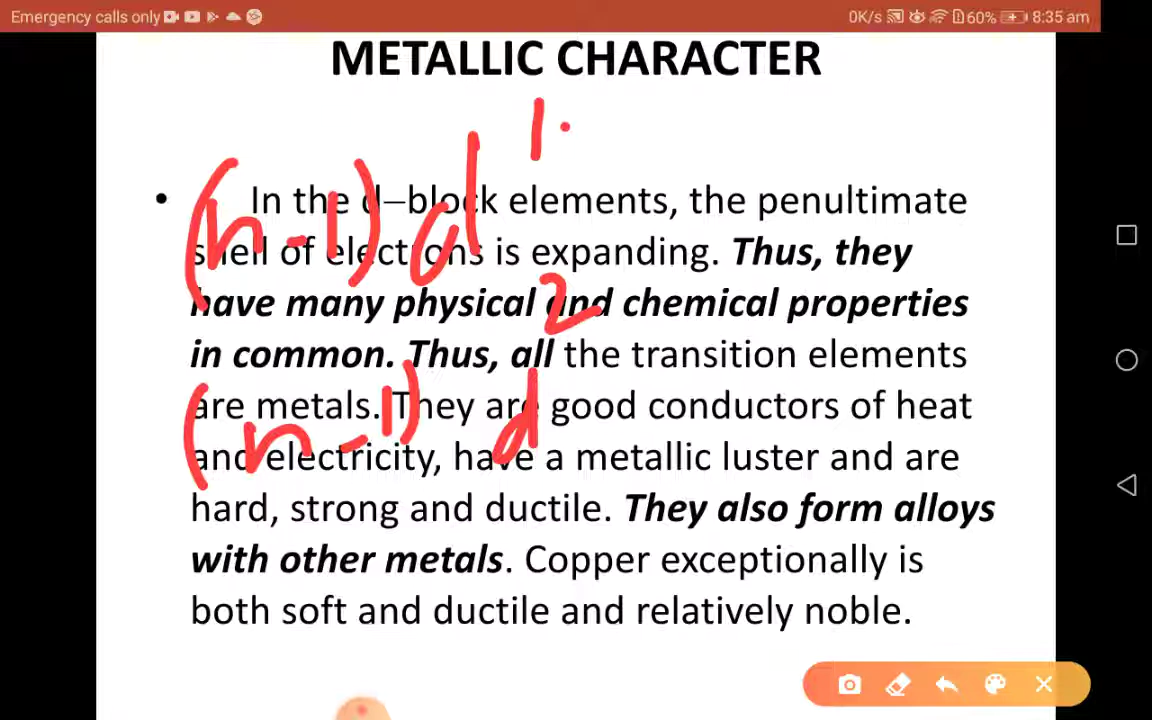 Emergency calls only
0K/s 60% 8:35 am
METALLIC CHARACTER
(n-1) d 1.
• In the d–block elements, the penultimate
shell of electrons is expanding. Thus, they
have many physical and chemical properties
in common. Thus, all the transition elements
(n-1) d 2
are metals. They are good conductors of heat
and electricity, have a metallic luster and are
hard, strong and ductile. They also form alloys
with other metals. Copper exceptionally is
both soft and ductile and relatively noble.